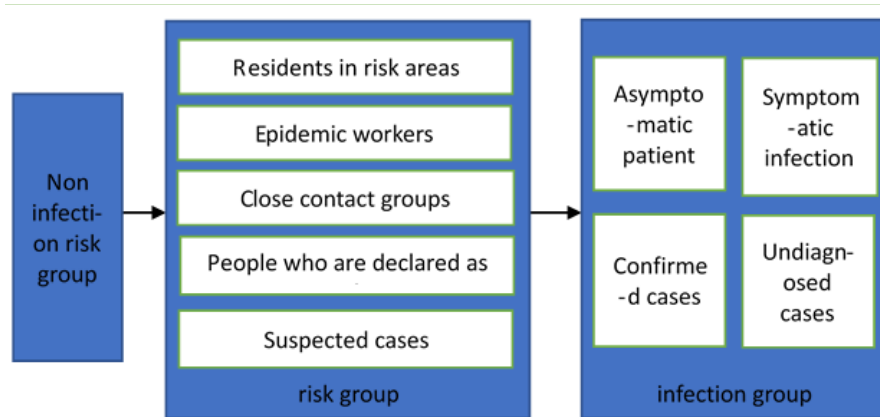 Non
infecti-
on risk
group
Residents in risk areas
Epidemic workers
Close contact groups
People who are declared as
Suspected cases
risk group
Asympto
-matic
patient
Symptom
-atic
infection
Confirme
-d cases
Undiagn-
osed
cases
infection group